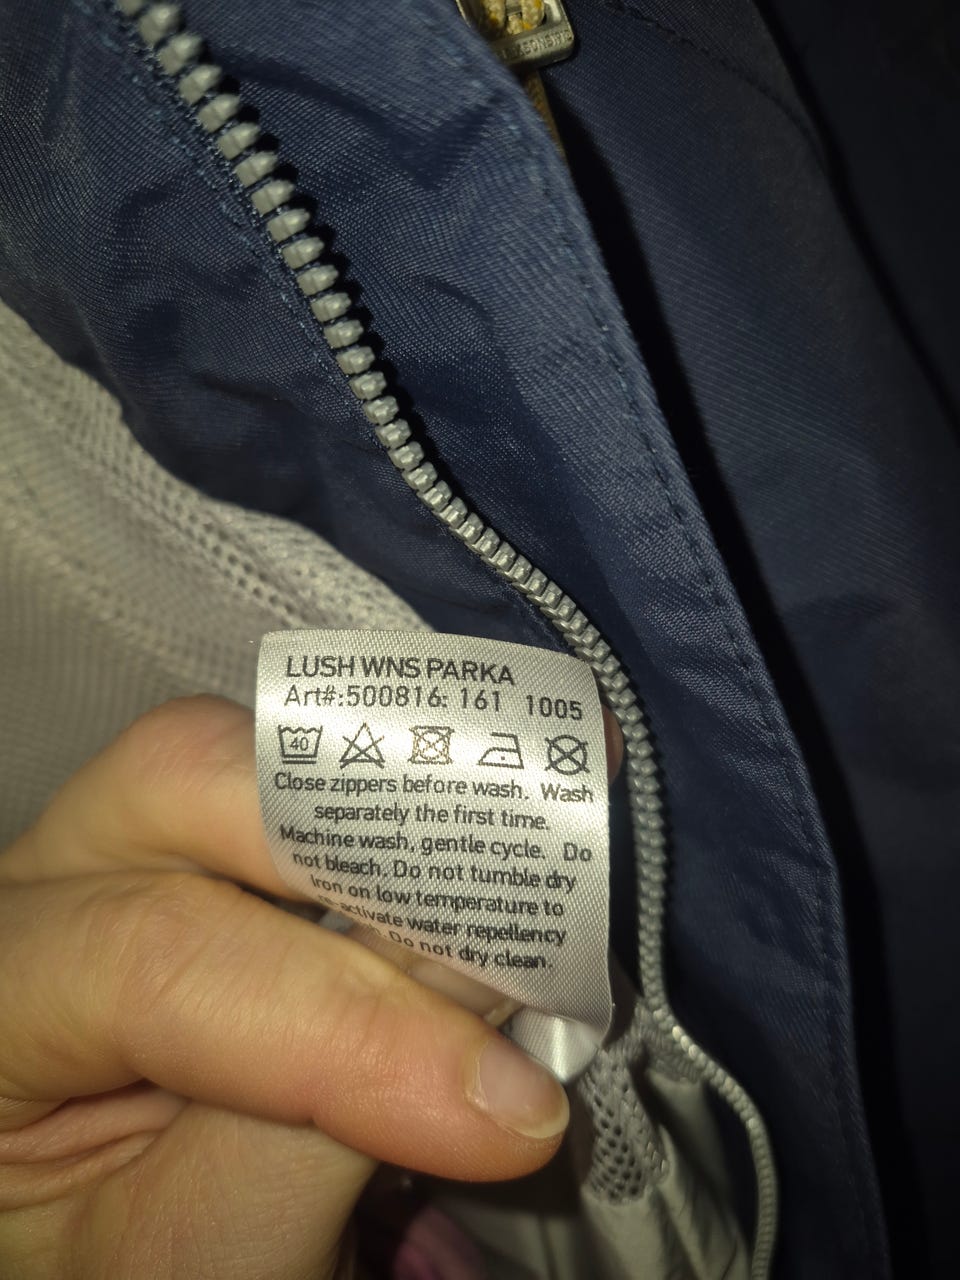 LUSH WNS PARKA
Art#:500816: 161 1005
40
Close zippers before wash. Wash
separately the first time.
Machine wash, gentle cycle. Do
not bleach. Do not tumble dry
Iron on low temperature to
re-activate water repellency
Do not dry clean.